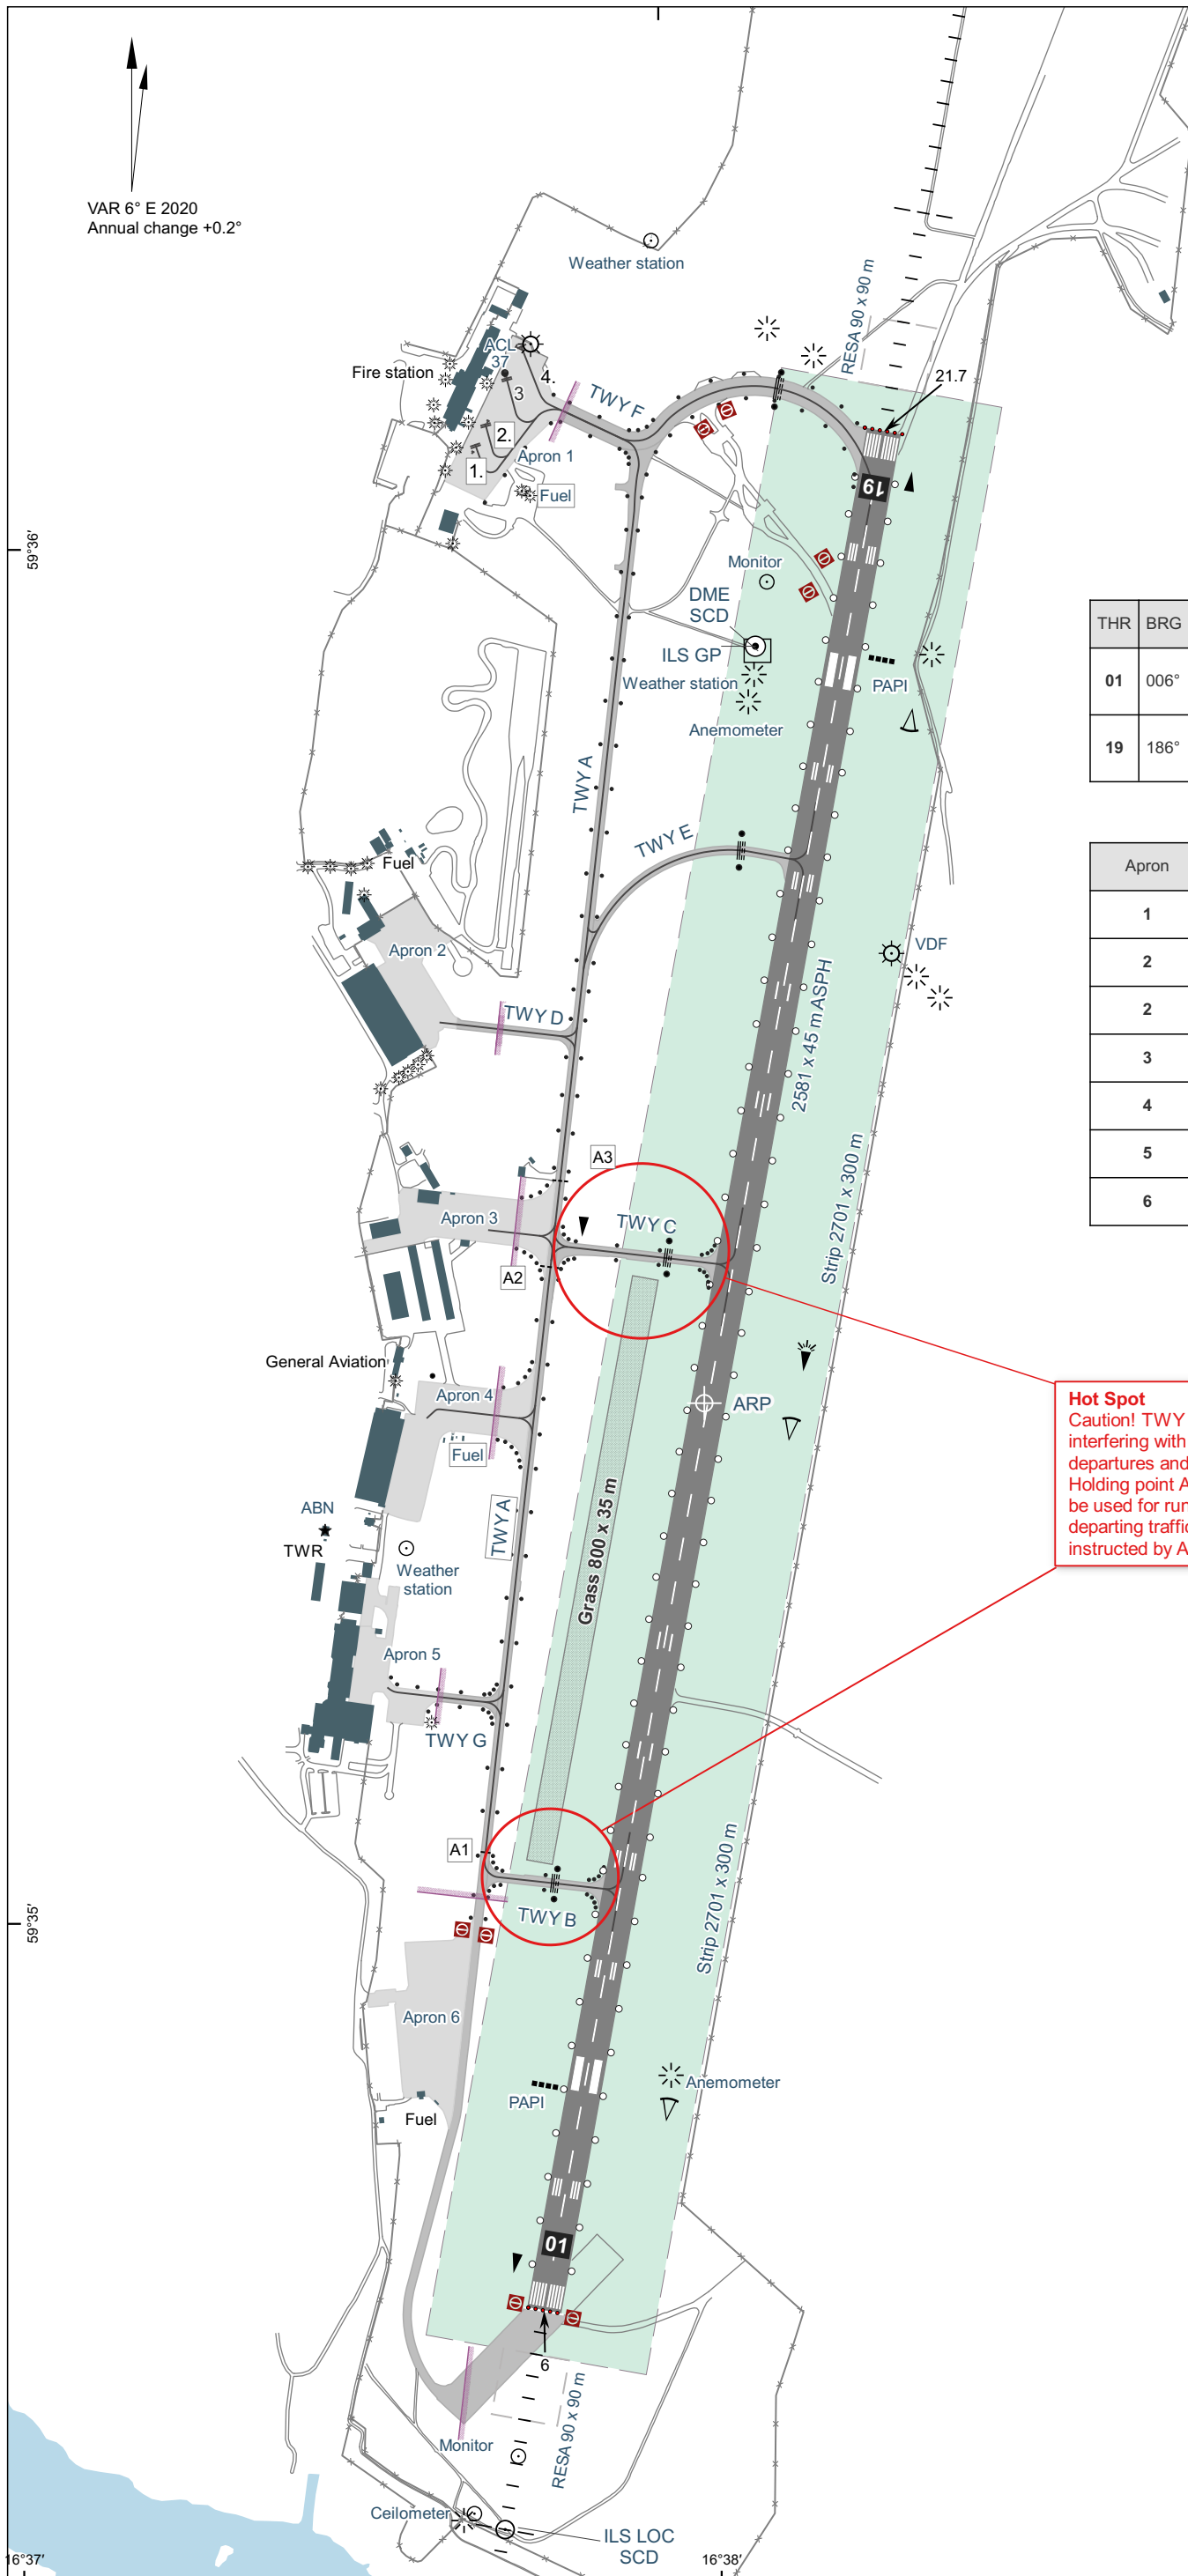 VAR 6° E 2020
Annual change +0.2°
Weather station
RESA 90 x 90 m
21.7
ACL
37
Fire station
4.
3
2.
1.
TWY F
Apron 1
Fuel
19
59°36'
Monitor
DME
SCD
ILS GP
Weather station
PAPI
Anemometer
THR BRG
01 006°
19 186°
TWY A
TWY E
Fuel
Apron
1
2
2
3
4
5
6
Apron 2
VDF
TWY D
2581 x 45 m ASPH
A3
Strip 2701 x 300 m
Apron 3
TWY C
A2
General Aviation
Apron 4
ARP
Hot Spot
Caution! TWY
interfering with
departures and
Holding point A
be used for run
departing traffic
instructed by A
Fuel
Grass 800 x 35 m
ABN
TWR
TWY A
Weather
station
Apron 5
TWY G
A1
Strip 2701 x 300 m
TWY B
59°35'
Apron 6
Anemometer
PAPI
Fuel
01
6
RESA 90 x 90 m
Monitor
Ceilometer
ILS LOC
SCD
16°37'
16°38'